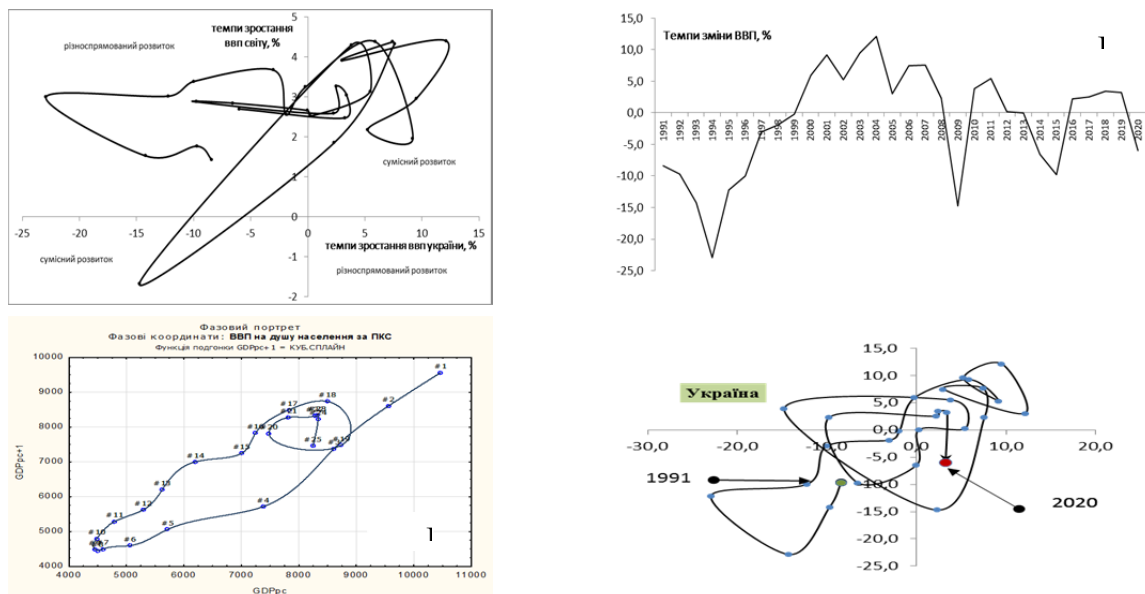 темпи зростання
ввп світу, %
різноспрямований розвиток
5
4
3
2
1
0
-1
-2
сумісний розвиток
-25 -20 -15 -10 -5 0 5 10 15
темпи зростання ввп україни, %
сумісний розвиток
різноспрямований розвиток
Темпи зміни ВВП, %
1
15,0
10,0
5,0
0,0
-5,0
-10,0
-15,0
-20,0
-25,0
1991 1992 1993 1994 1995 1996 1997 1998 1999 2000 2001 2002 2003 2004 2005 2006 2007 2008 2009 2010 2011 2012 2013 2014 2015 2016 2017 2018 2019 2020
Фазовий портрет
Фазові координати: ВВП на душу населення за ПКС
Функція подгонки GDPpc+1 = КУБ.СПЛАЙН
10000
9000
8000
7000
6000
5000
4000
GDPpc+1
#1
#2
#18
#17
#15
#14
#13
#12
#11
#10
#25
#4
#5
#6
1
4000 5000 6000 7000 8000 9000 10000 11000
GDPpc
Україна
15,0
10,0
5,0
0,0
-5,0
-10,0
-15,0
-20,0
-25,0
-30,0 -20,0 -10,0 0,0 10,0 20,0
1991
2020